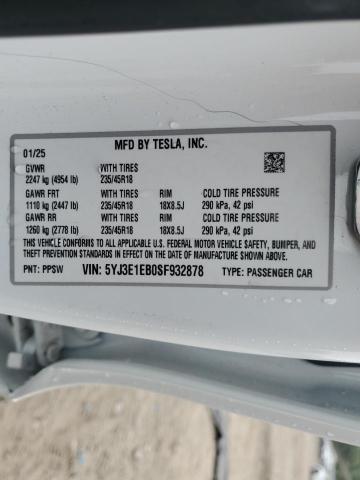 MFD BY TESLA, INC.
01/25
GVWR WITH TIRES
2247 kg (4954 lb) 235/45R18
GAWR FRT WITH TIRES RIM COLD TIRE PRESSURE
1110 kg (2447 lb) 235/45R18 18X8.5J 290 kPa, 42 psi
GAWR RR WITH TIRES RIM COLD TIRE PRESSURE
1260 kg (2778 lb) 235/45R18 18X8.5J 290 kPa, 42 psi
THIS VEHICLE CONFORMS TO ALL APPLICABLE U.S. FEDERAL MOTOR VEHICLE SAFETY, BUMPER, AND
THEFT PREVENTION STANDARDS IN EFFECT ON THE DATE OF MANUFACTURE SHOWN ABOVE.
PNT: PPSW VIN: 5YJ3E1EB0SF932878 TYPE: PASSENGER CAR